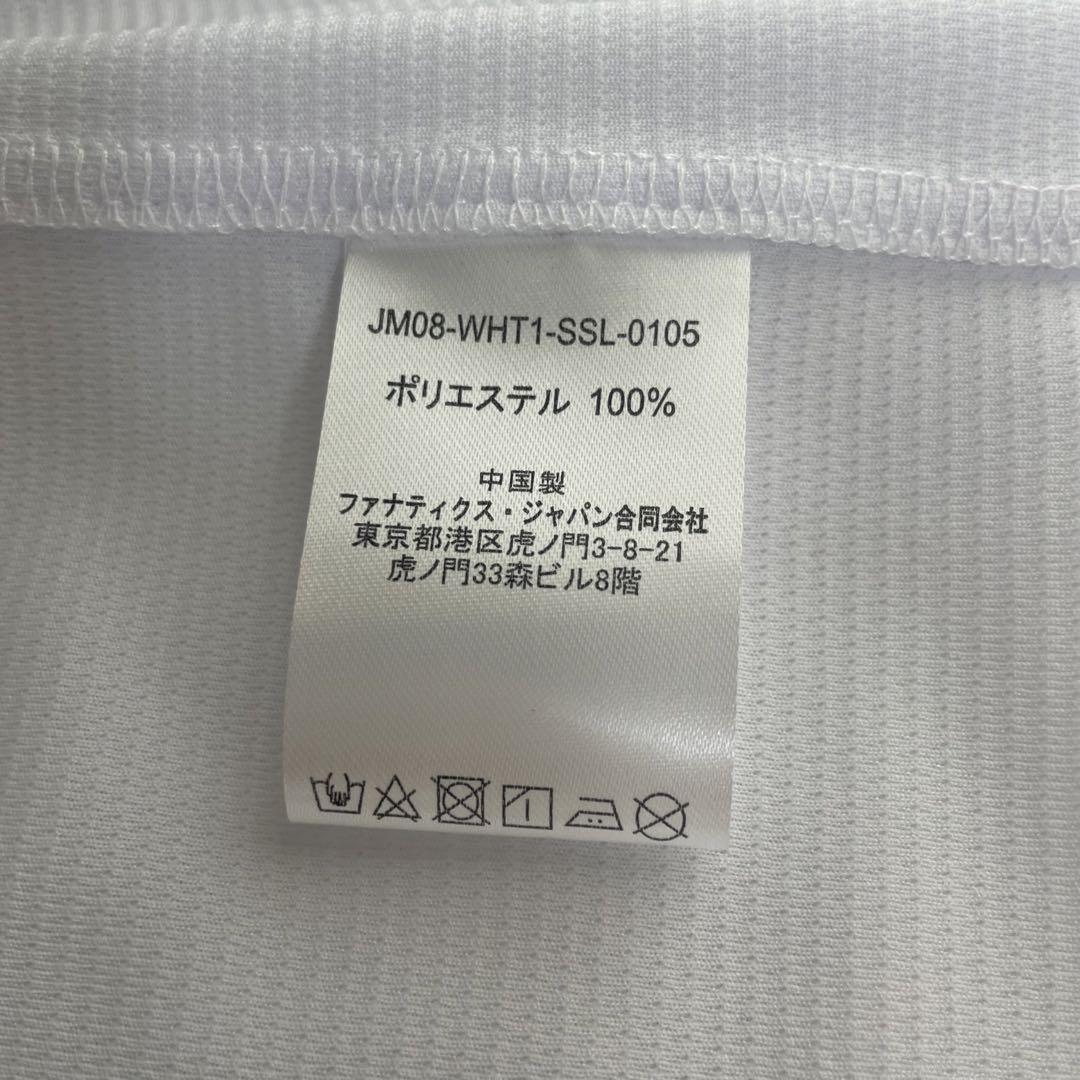 JM08-WHT1-SSL-0105
ポリエステル 100%
中国製
ファナティクス・ジャパン合同会社
東京都港区虎ノ門3-8-21
虎ノ門33森ビル8階